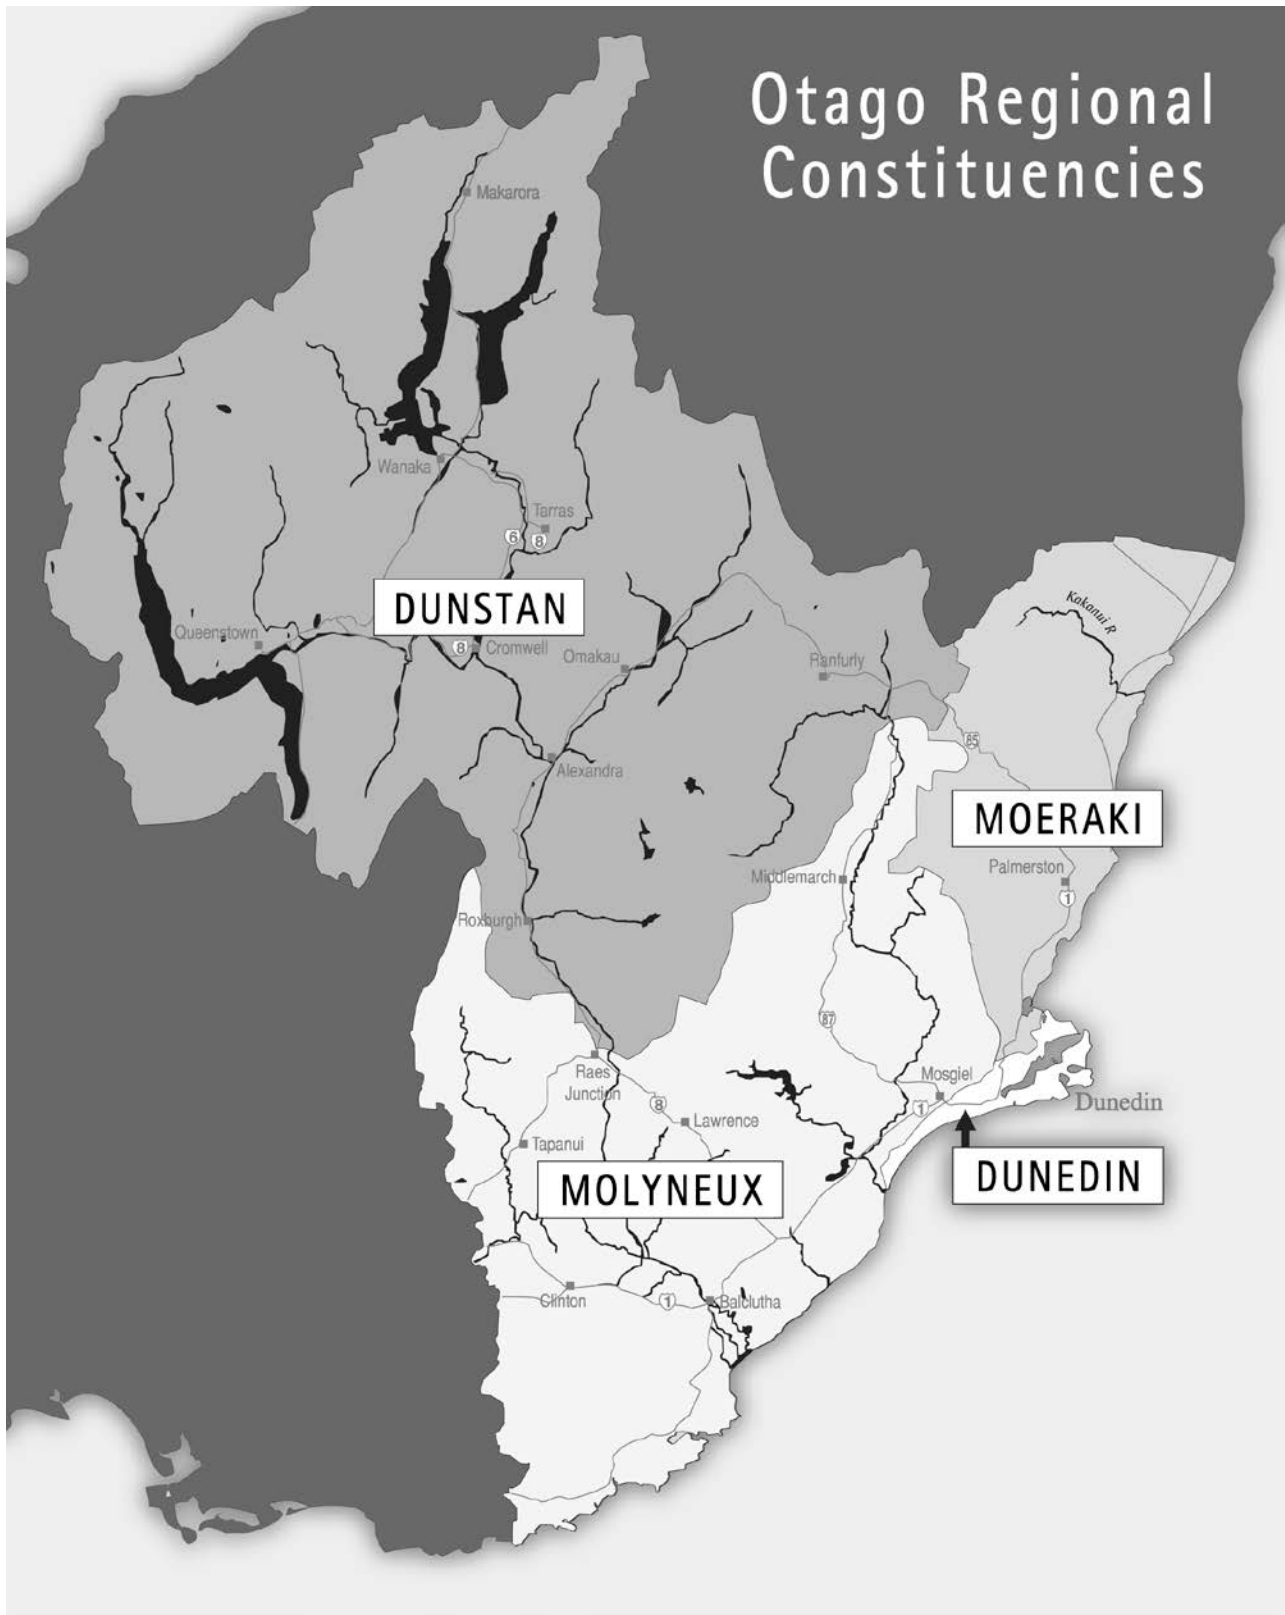 Otago Regional
Constituencies
Makarora
Wanaka
Tarras
6
8
DUNSTAN
Kakanui R
Queenstown
8
Cromwell
Omakau
Ranfurly
85
Alexandra
MOERAKI
Middlemarch
Palmerston
1
Roxburgh
87
Raes
Junction
Mosgiel
8
1
Dunedin
Lawrence
Tapanui
MOLYNEUX
DUNEDIN
Clinton
1
Balclutha